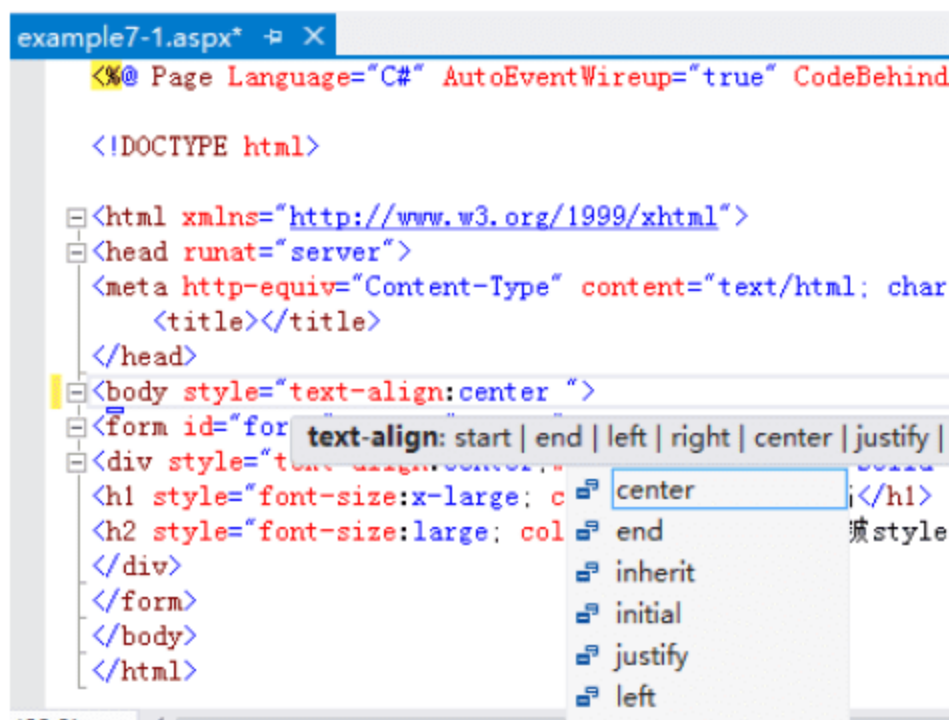 example7-1.aspx*
<%@ Page Language="C#" AutoEventWireup="true" CodeBehind
<!DOCTYPE html>
<html xmlns="http://www.w3.org/1999/xhtml">
<head runat="server">
<meta http-equiv="Content-Type" content="text/html; char
<title></title>
</head>
<body style="text-align:center ">
<form id="for
text-align: start | end | left | right | center | justify |
<div style="text-align:center;
<h1 style="font-size:x-large; c
center
</h1>
<h2 style="font-size:large; col
end
style
</div>
inherit
</form>
initial
</body>
justify
</html>
left